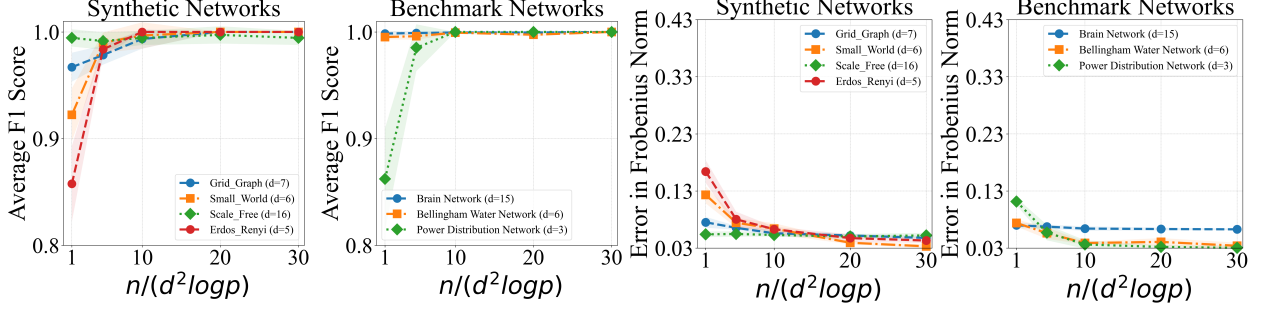 Synthetic Networks
Average F1 Score
1.0
0.9
0.8
Grid_Graph (d=7)
Small_World (d=6)
Scale_Free (d=16)
Erdos_Renyi (d=5)
1 10 20 30
n/(d²logp)
Benchmark Networks
Average F1 Score
1.0
0.9
0.8
Brain Network (d=15)
Bellingham Water Network (d=6)
Power Distribution Network (d=3)
1 10 20 30
n/(d²logp)
Synthetic Networks
Error in Frobenius Norm
0.43
0.33
0.23
0.13
0.03
Grid_Graph (d=7)
Small_World (d=6)
Scale_Free (d=16)
Erdos_Renyi (d=5)
1 10 20 30
n/(d²logp)
Benchmark Networks
Error in Frobenius Norm
0.43
0.33
0.23
0.13
0.03
Brain Network (d=15)
Bellingham Water Network (d=6)
Power Distribution Network (d=3)
1 10 20 30
n/(d²logp)